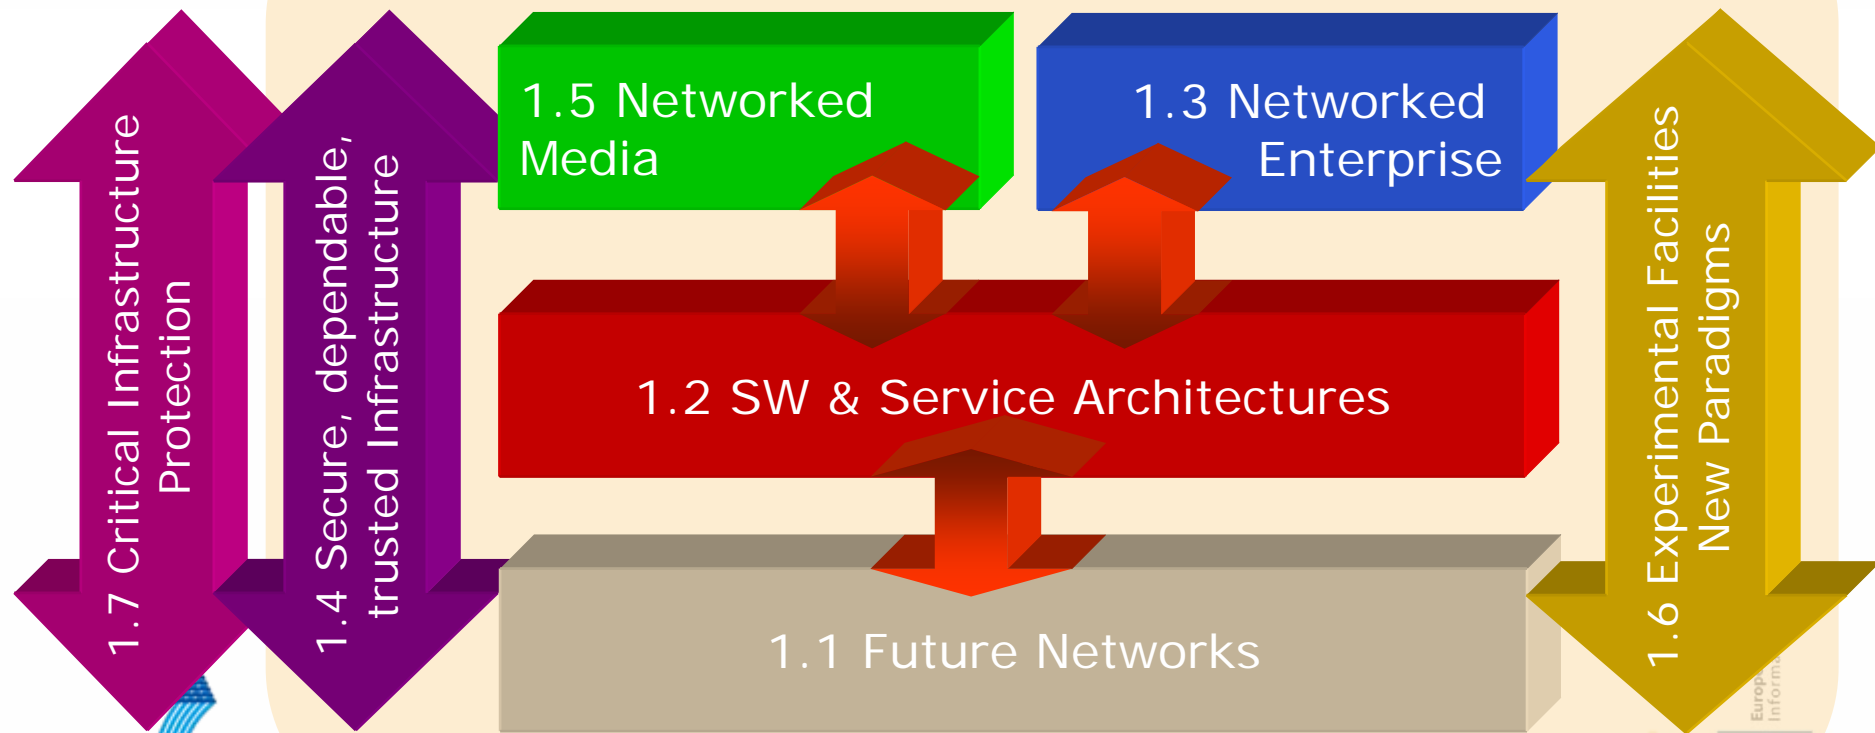 1.7 Critical Infrastructure
Protection
1.4 Secure, dependable,
trusted Infrastructure
1.5 Networked
Media
1.3 Networked
Enterprise
1.2 SW & Service Architectures
1.1 Future Networks
1.6 Experimental Facilities
New Paradigms